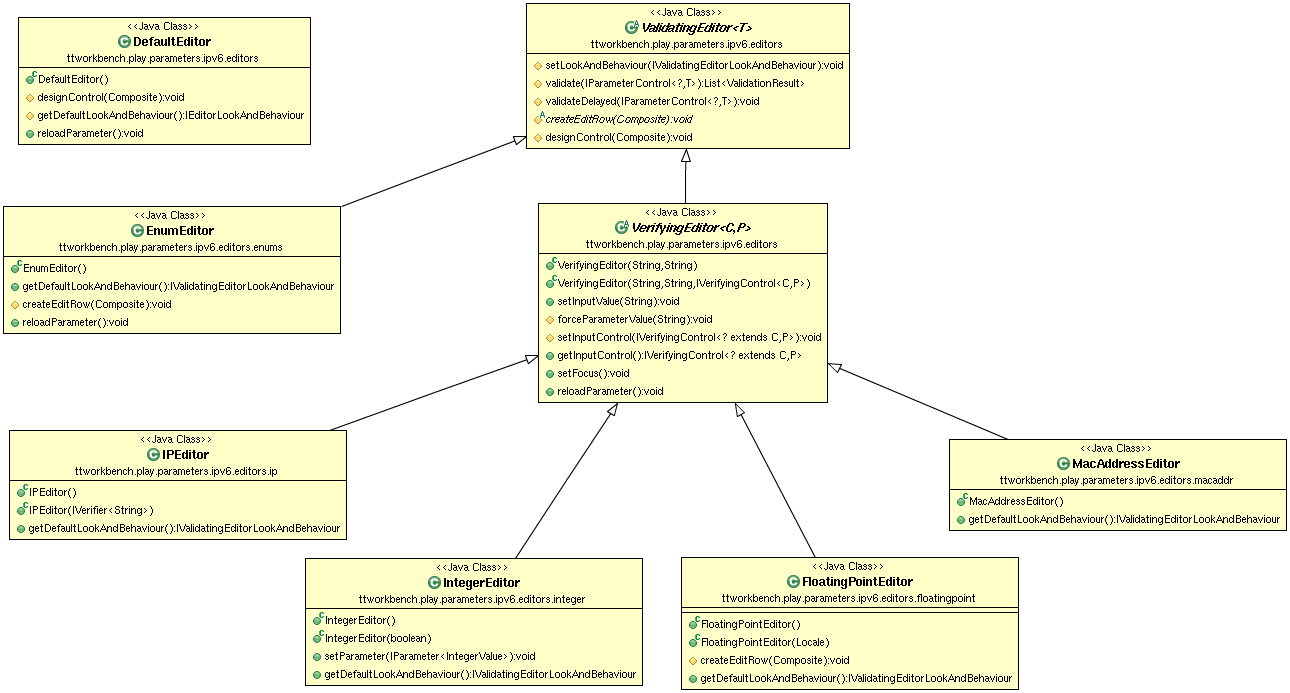 <<Java Class>>
DefaultEditor
ttworkbench.play.parameters.ipv6.editors
DefaultEditor()
designControl(Composite):void
getDefaultLookAndBehaviour():IEditorLookAndBehaviour
reloadParameter():void
<<Java Class>>
ValidatingEditor<T>
ttworkbench.play.parameters.ipv6.editors
setLookAndBehaviour(IValidatingEditorLookAndBehaviour):void
validate(IParameterControl<?,T>):List<ValidationResult>
validateDelayed(IParameterControl<?,T>):void
createEditRow(Composite):void
designControl(Composite):void
<<Java Class>>
EnumEditor
ttworkbench.play.parameters.ipv6.editors.enums
EnumEditor()
getDefaultLookAndBehaviour():IValidatingEditorLookAndBehaviour
createEditRow(Composite):void
reloadParameter():void
<<Java Class>>
VerifyingEditor<C,P>
ttworkbench.play.parameters.ipv6.editors
VerifyingEditor(String,String)
VerifyingEditor(String,String,IVerifyingControl<C,P>)
setInputValue(String):void
forceParameterValue(String):void
setInputControl(IVerifyingControl<? extends C,P>):void
getInputControl():IVerifyingControl<? extends C,P>
setFocus():void
reloadParameter():void
<<Java Class>>
IPEditor
ttworkbench.play.parameters.ipv6.editors.ip
IPEditor()
IPEditor(IVerifier<String>)
getDefaultLookAndBehaviour():IValidatingEditorLookAndBehaviour
<<Java Class>>
MacAddressEditor
ttworkbench.play.parameters.ipv6.editors.macaddr
MacAddressEditor()
getDefaultLookAndBehaviour():IValidatingEditorLookAndBehaviour
<<Java Class>>
IntegerEditor
ttworkbench.play.parameters.ipv6.editors.integer
IntegerEditor()
IntegerEditor(boolean)
setParameter(IParameter<IntegerValue>):void
getDefaultLookAndBehaviour():IValidatingEditorLookAndBehaviour
<<Java Class>>
FloatingPointEditor
ttworkbench.play.parameters.ipv6.editors.floatingpoint
FloatingPointEditor()
FloatingPointEditor(Locale)
createEditRow(Composite):void
getDefaultLookAndBehaviour():IValidatingEditorLookAndBehaviour